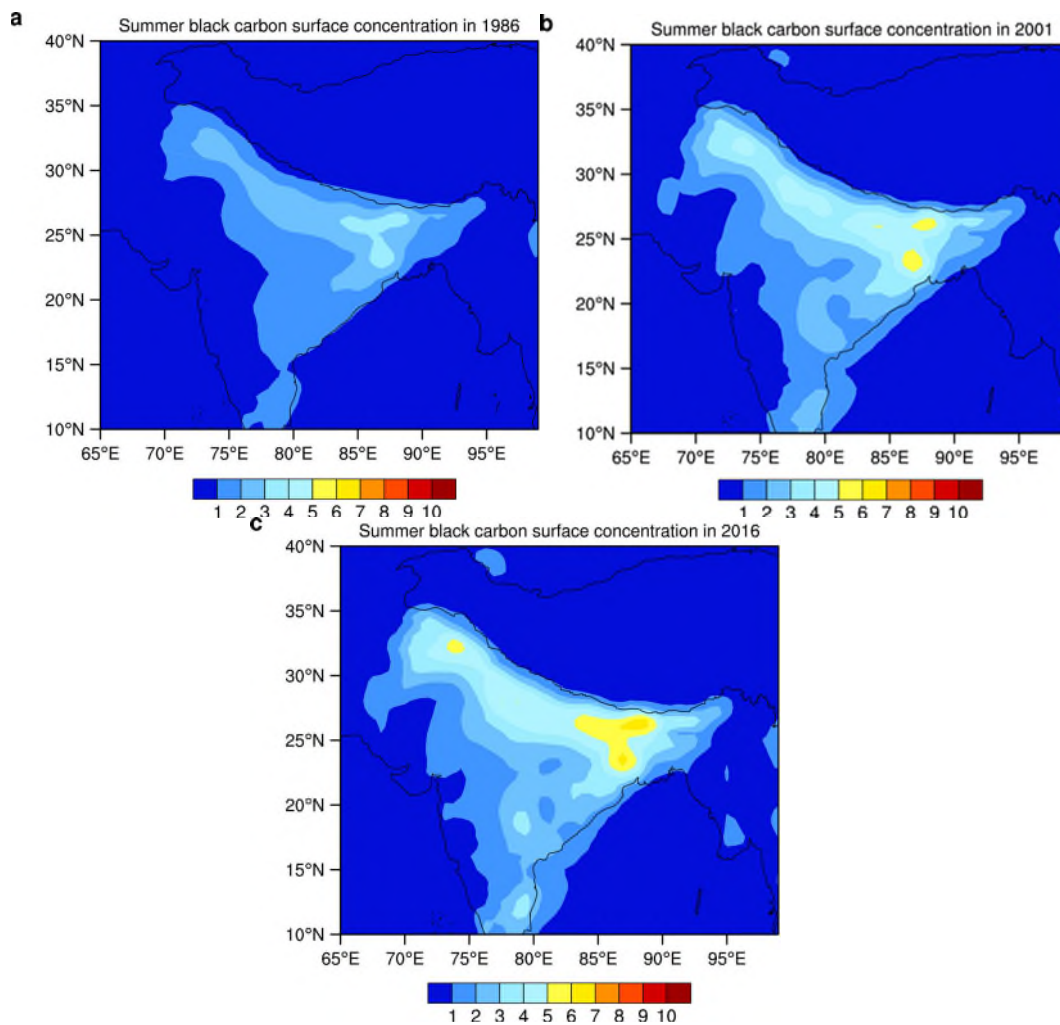 a
Summer black carbon surface concentration in 1986
40°N
35°N
30°N
25°N
20°N
15°N
10°N
65°E 70°E 75°E 80°E 85°E 90°E 95°E
1 2 3 4 5 6 7 8 9 10
b
Summer black carbon surface concentration in 2001
40°N
35°N
30°N
25°N
20°N
15°N
10°N
65°E 70°E 75°E 80°E 85°E 90°E 95°E
1 2 3 4 5 6 7 8 9 10
c
Summer black carbon surface concentration in 2016
40°N
35°N
30°N
25°N
20°N
15°N
10°N
65°E 70°E 75°E 80°E 85°E 90°E 95°E
1 2 3 4 5 6 7 8 9 10